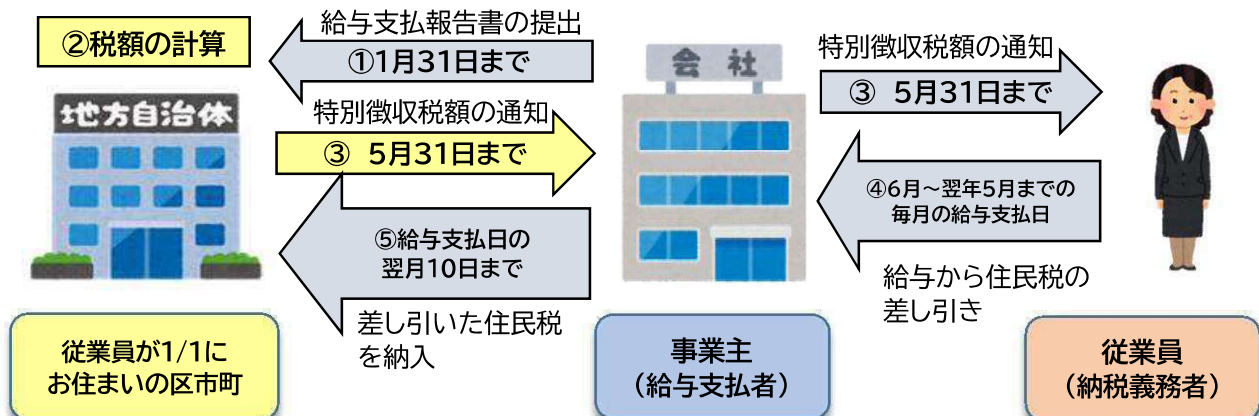 ②税額の計算
給与支払報告書の提出
①1月31日まで
地方自治体
特別徴収税額の通知
③ 5月31日まで
⑤給与支払日の
翌月10日まで
差し引いた住民税
を納入
従業員が1/1に
お住まいの区市町
会社
事業主
（給与支払者）
特別徴収税額の通知
③ 5月31日まで
④6月～翌年5月までの
毎月の給与支払日
給与から住民税の
差し引き
従業員
（納税義務者）